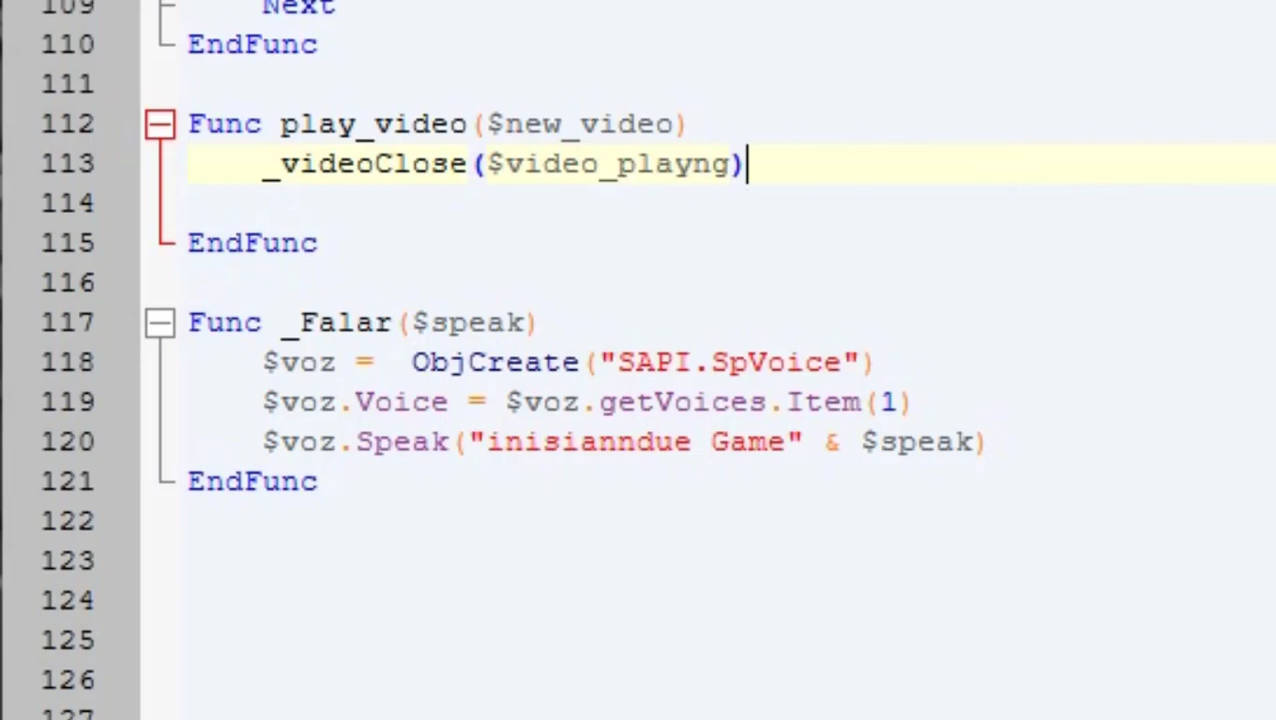 109 Next
110 EndFunc
111
112 Func play_video($new_video)
113 _videoClose($video_playng)
114
115 EndFunc
116
117 Func _Falar($speak)
118 $voz = ObjCreate("SAPI.SpVoice")
119 $voz.Voice = $voz.getVoices.Item(1)
120 $voz.Speak("inisianndue Game" & $speak)
121 EndFunc
122
123
124
125
126
127